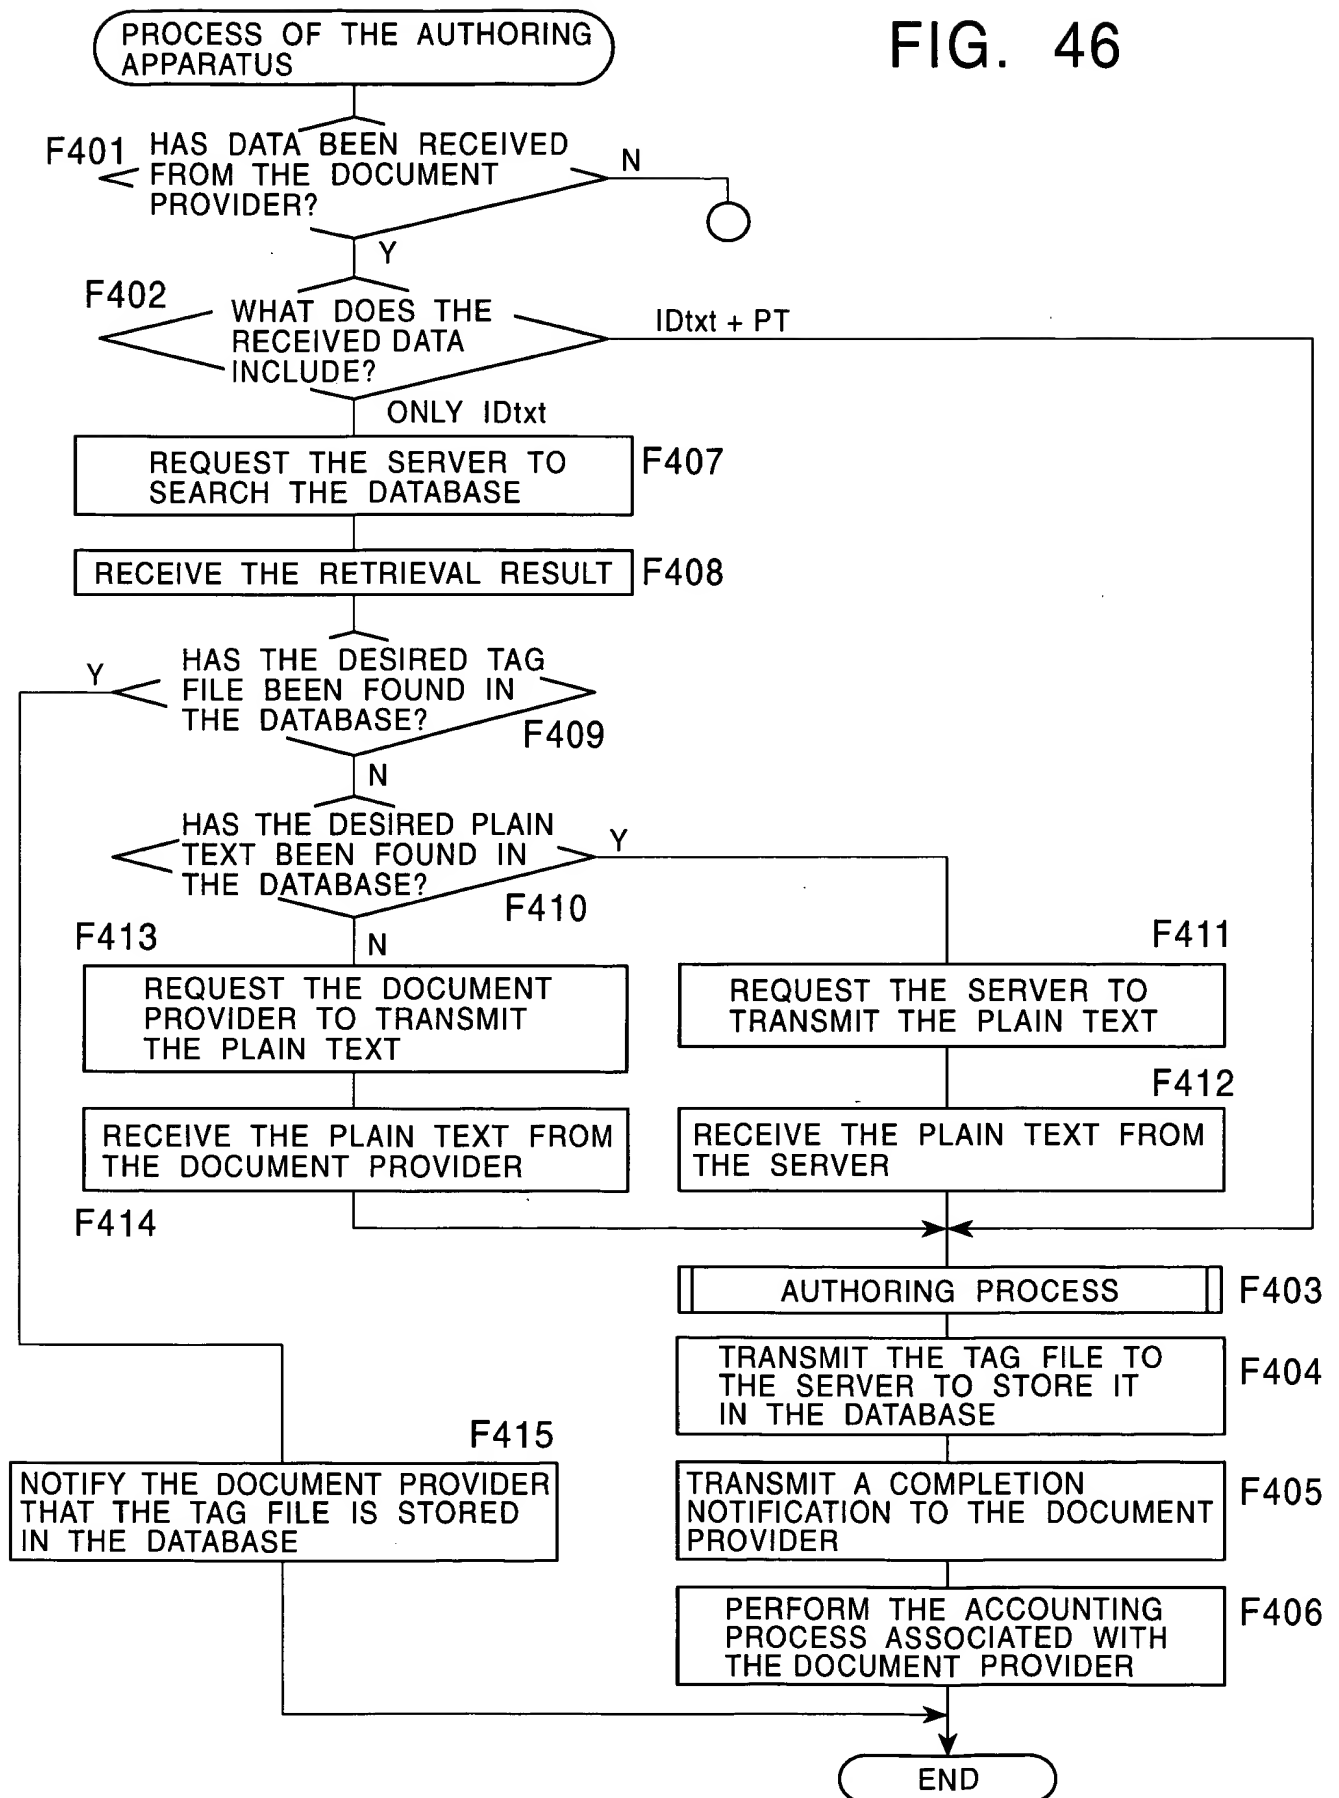 FIG. 46
PROCESS OF THE AUTHORING
APPARATUS
F401
HAS DATA BEEN RECEIVED
FROM THE DOCUMENT
PROVIDER?
N
Y
F402
WHAT DOES THE
RECEIVED DATA
INCLUDE?
IDtxt + PT
ONLY IDtxt
REQUEST THE SERVER TO
SEARCH THE DATABASE
F407
RECEIVE THE RETRIEVAL RESULT
F408
Y
HAS THE DESIRED TAG
FILE BEEN FOUND IN
THE DATABASE?
F409
N
HAS THE DESIRED PLAIN
TEXT BEEN FOUND IN
THE DATABASE?
Y
F410
N
F413
REQUEST THE DOCUMENT
PROVIDER TO TRANSMIT
THE PLAIN TEXT
F411
REQUEST THE SERVER TO
TRANSMIT THE PLAIN TEXT
F412
RECEIVE THE PLAIN TEXT FROM
THE DOCUMENT PROVIDER
F414
RECEIVE THE PLAIN TEXT FROM
THE SERVER
AUTHORING PROCESS
F403
TRANSMIT THE TAG FILE TO
THE SERVER TO STORE IT
IN THE DATABASE
F404
F415
NOTIFY THE DOCUMENT PROVIDER
THAT THE TAG FILE IS STORED
IN THE DATABASE
TRANSMIT A COMPLETION
NOTIFICATION TO THE DOCUMENT
PROVIDER
F405
PERFORM THE ACCOUNTING
PROCESS ASSOCIATED WITH
THE DOCUMENT PROVIDER
F406
END